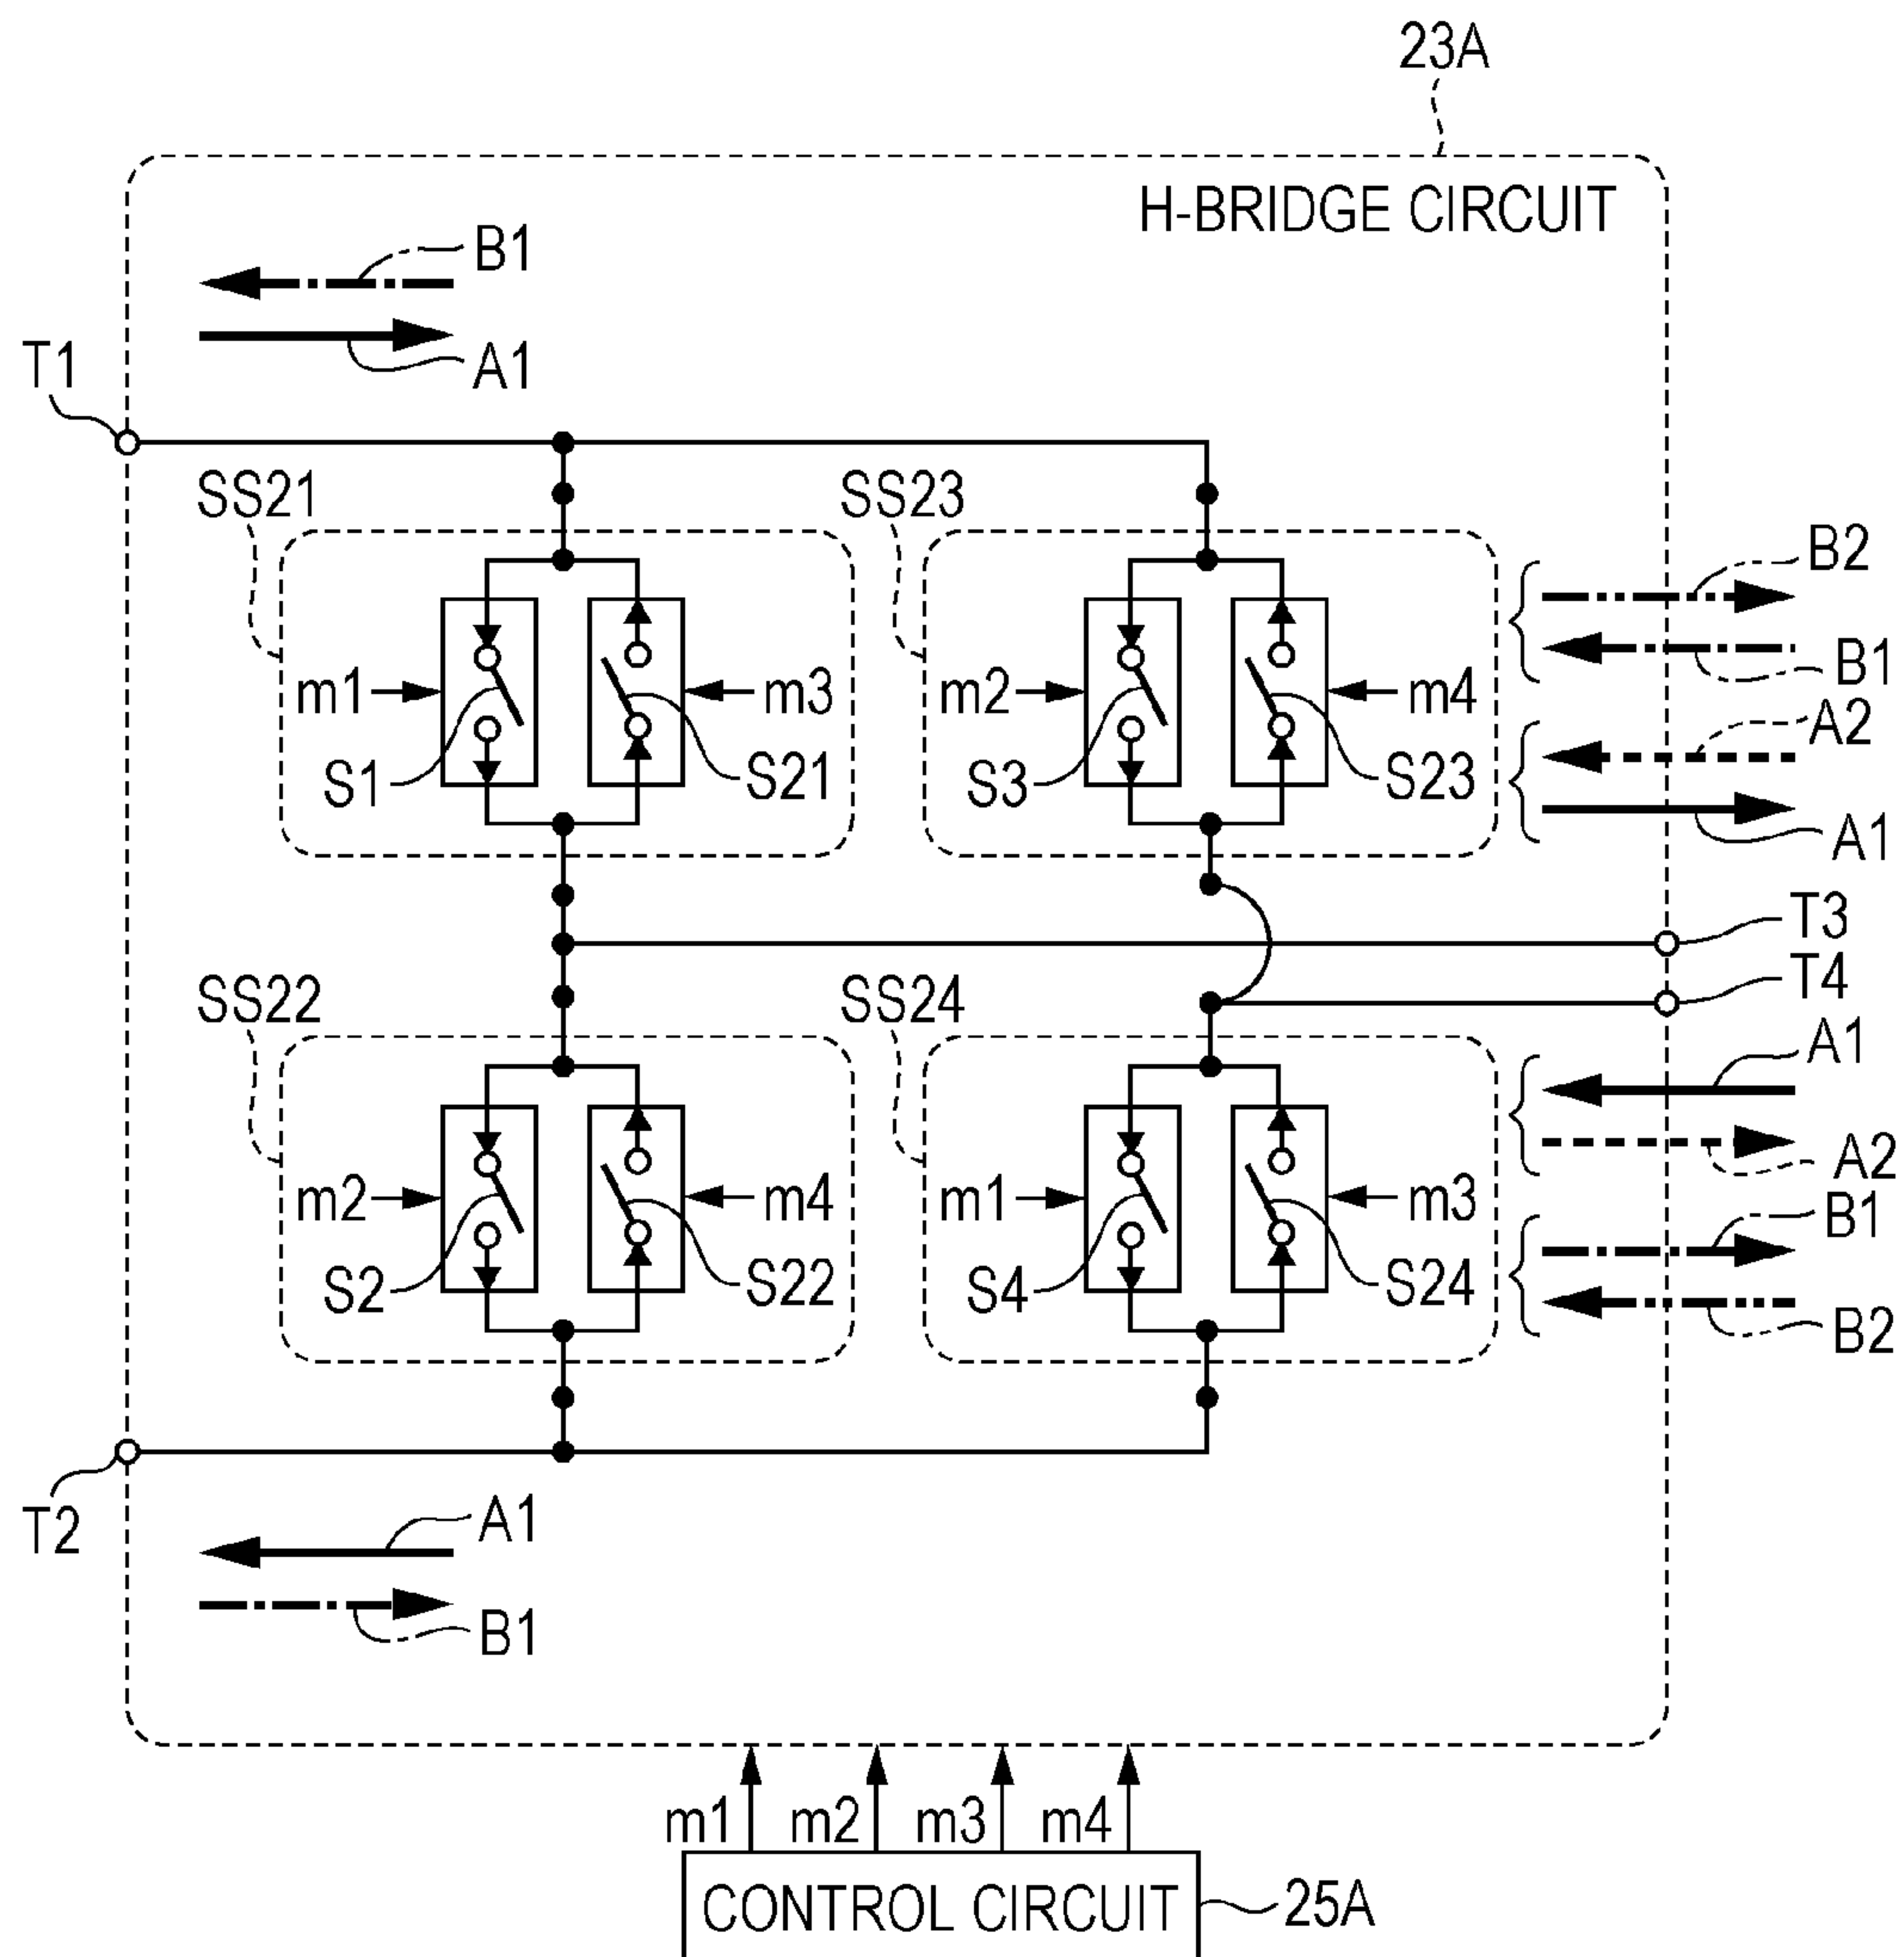 23A
H-BRIDGE CIRCUIT
B1
A1
T1
SS21
SS23
B2
B1
m1
m3
m2
m4
A2
S1
S21
S3
S23
A1
T3
T4
SS22
SS24
A1
A2
m2
m4
m1
m3
B1
S2
S22
S4
S24
B2
T2
A1
B1
m1
m2
m3
m4
CONTROL CIRCUIT
25A